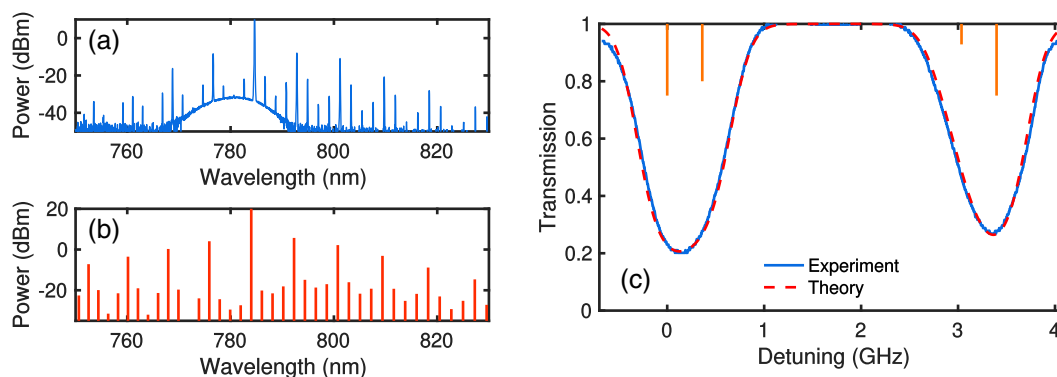 (a)
Power (dBm)
0
-20
-40
760
780
800
820
Wavelength (nm)
(b)
Power (dBm)
20
0
-20
760
780
800
820
Wavelength (nm)
(c)
Transmission
1
0.8
0.6
0.4
0.2
0
0
1
2
3
4
Detuning (GHz)
Experiment
Theory